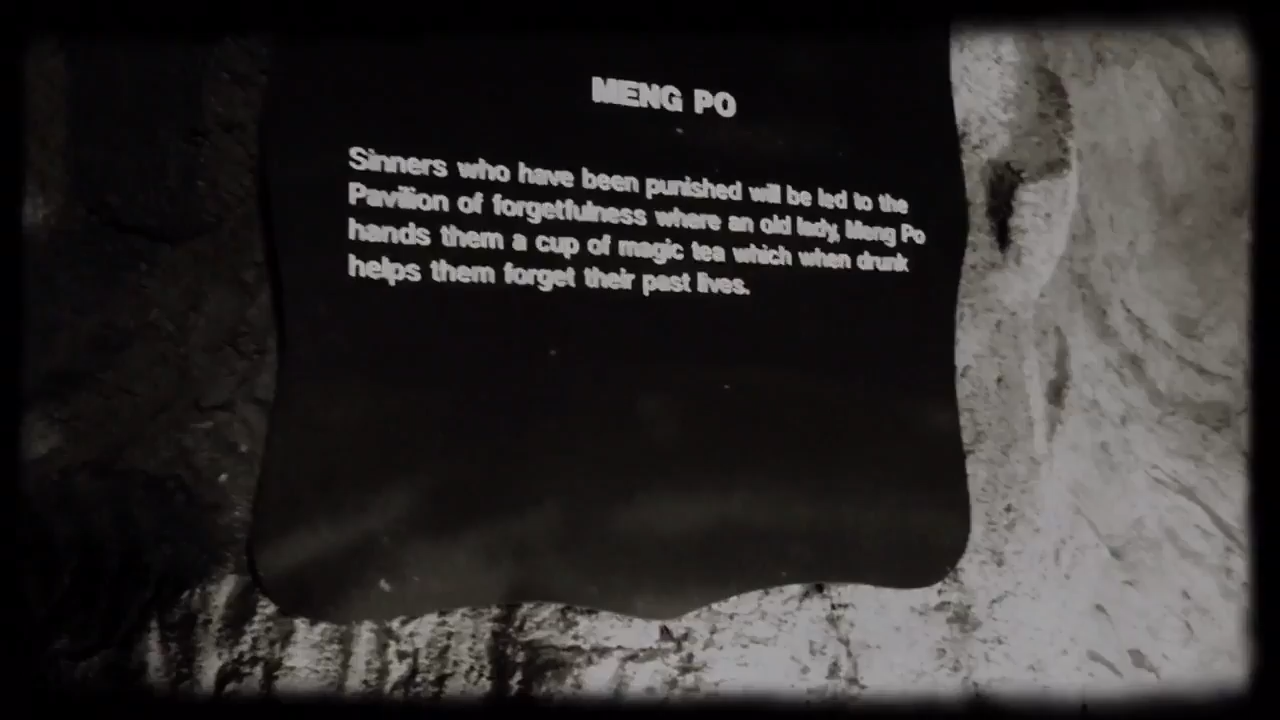 MENG PO
Sinners who have been punished will be led to the
Pavilion of forgetfulness where an old lady, Meng Po
hands them a cup of magic tea which when drunk
helps them forget their past lives.